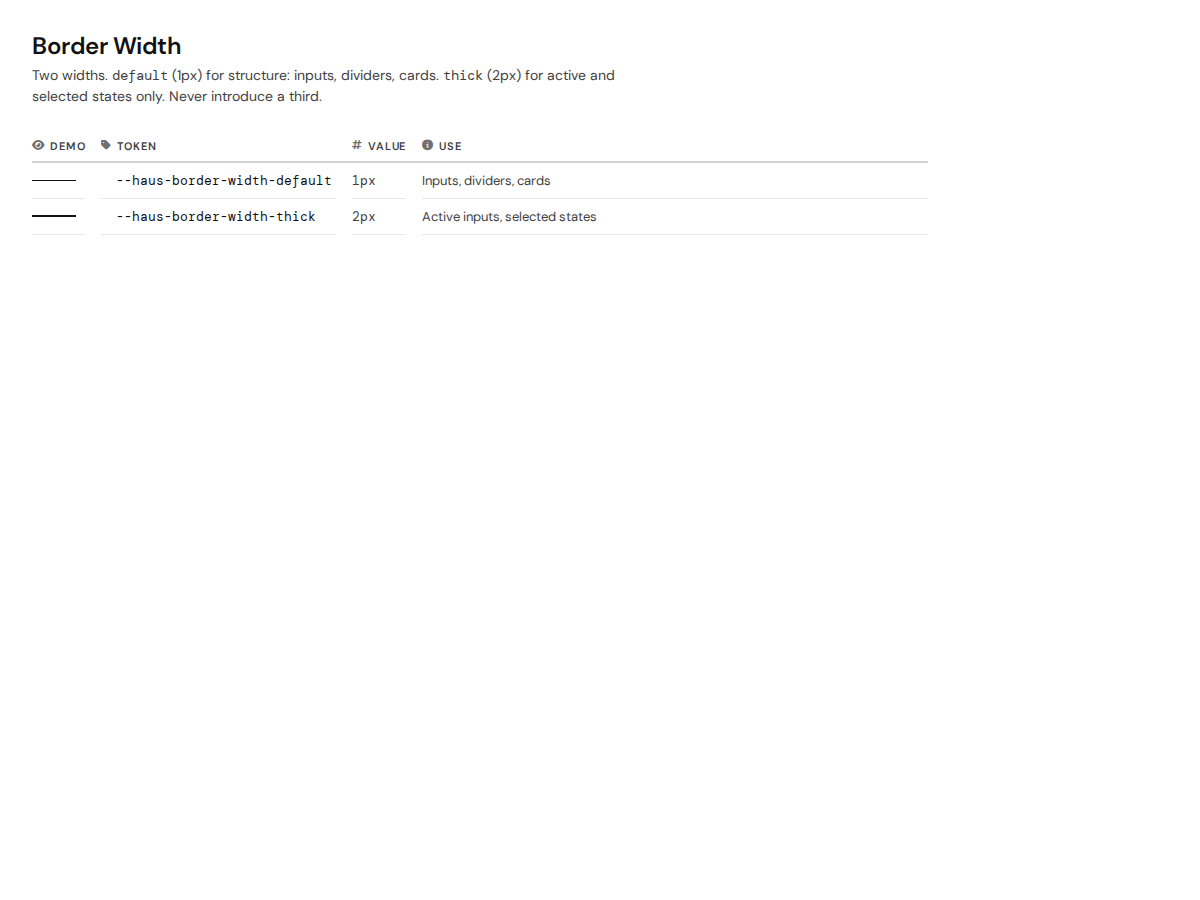 Border Width
Two widths. default (1px) for structure: inputs, dividers, cards. thick (2px) for active and
selected states only. Never introduce a third.
DEMO TOKEN # VALUE USE
--haus-border-width-default 1px Inputs, dividers, cards
--haus-border-width-thick 2px Active inputs, selected states